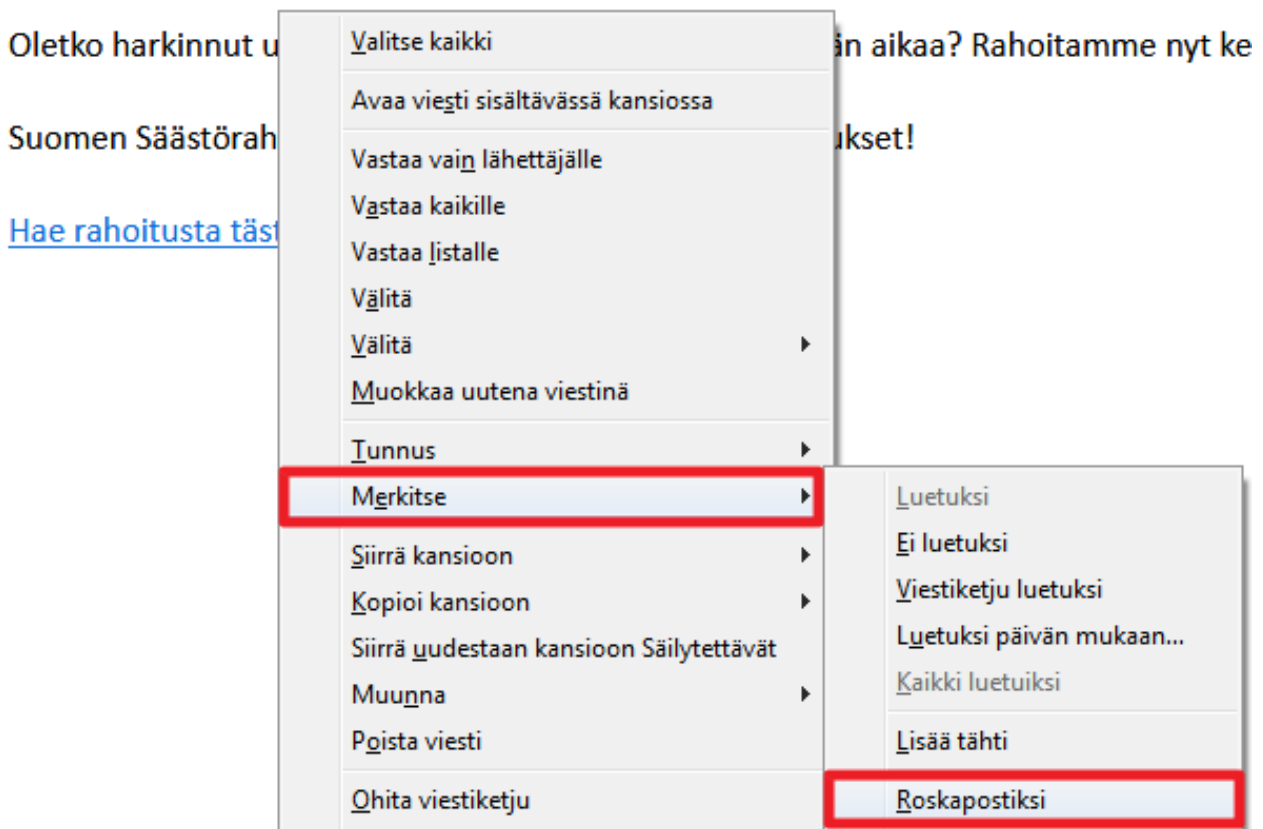 Oletko harkinnut u
än aikaa? Rahoitamme nyt ke
Suomen Säästörah
ukset!
Hae rahoitusta täst
Valitse kaikki
Avaa viesti sisältävässä kansiossa
Vastaa vain lähettäjälle
Vastaa kaikille
Vastaa listalle
Välitä
Välitä
Muokkaa uutena viestinä
Tunnus
Merkitse
Siirrä kansioon
Kopioi kansioon
Siirrä uudestaan kansioon Säilytettävät
Muunna
Poista viesti
Ohita viestiketju
Luetuksi
Ei luetuksi
Viestiketju luetuksi
Luetuksi päivän mukaan...
Kaikki luetuiksi
Lisää tähti
Roskapostiksi